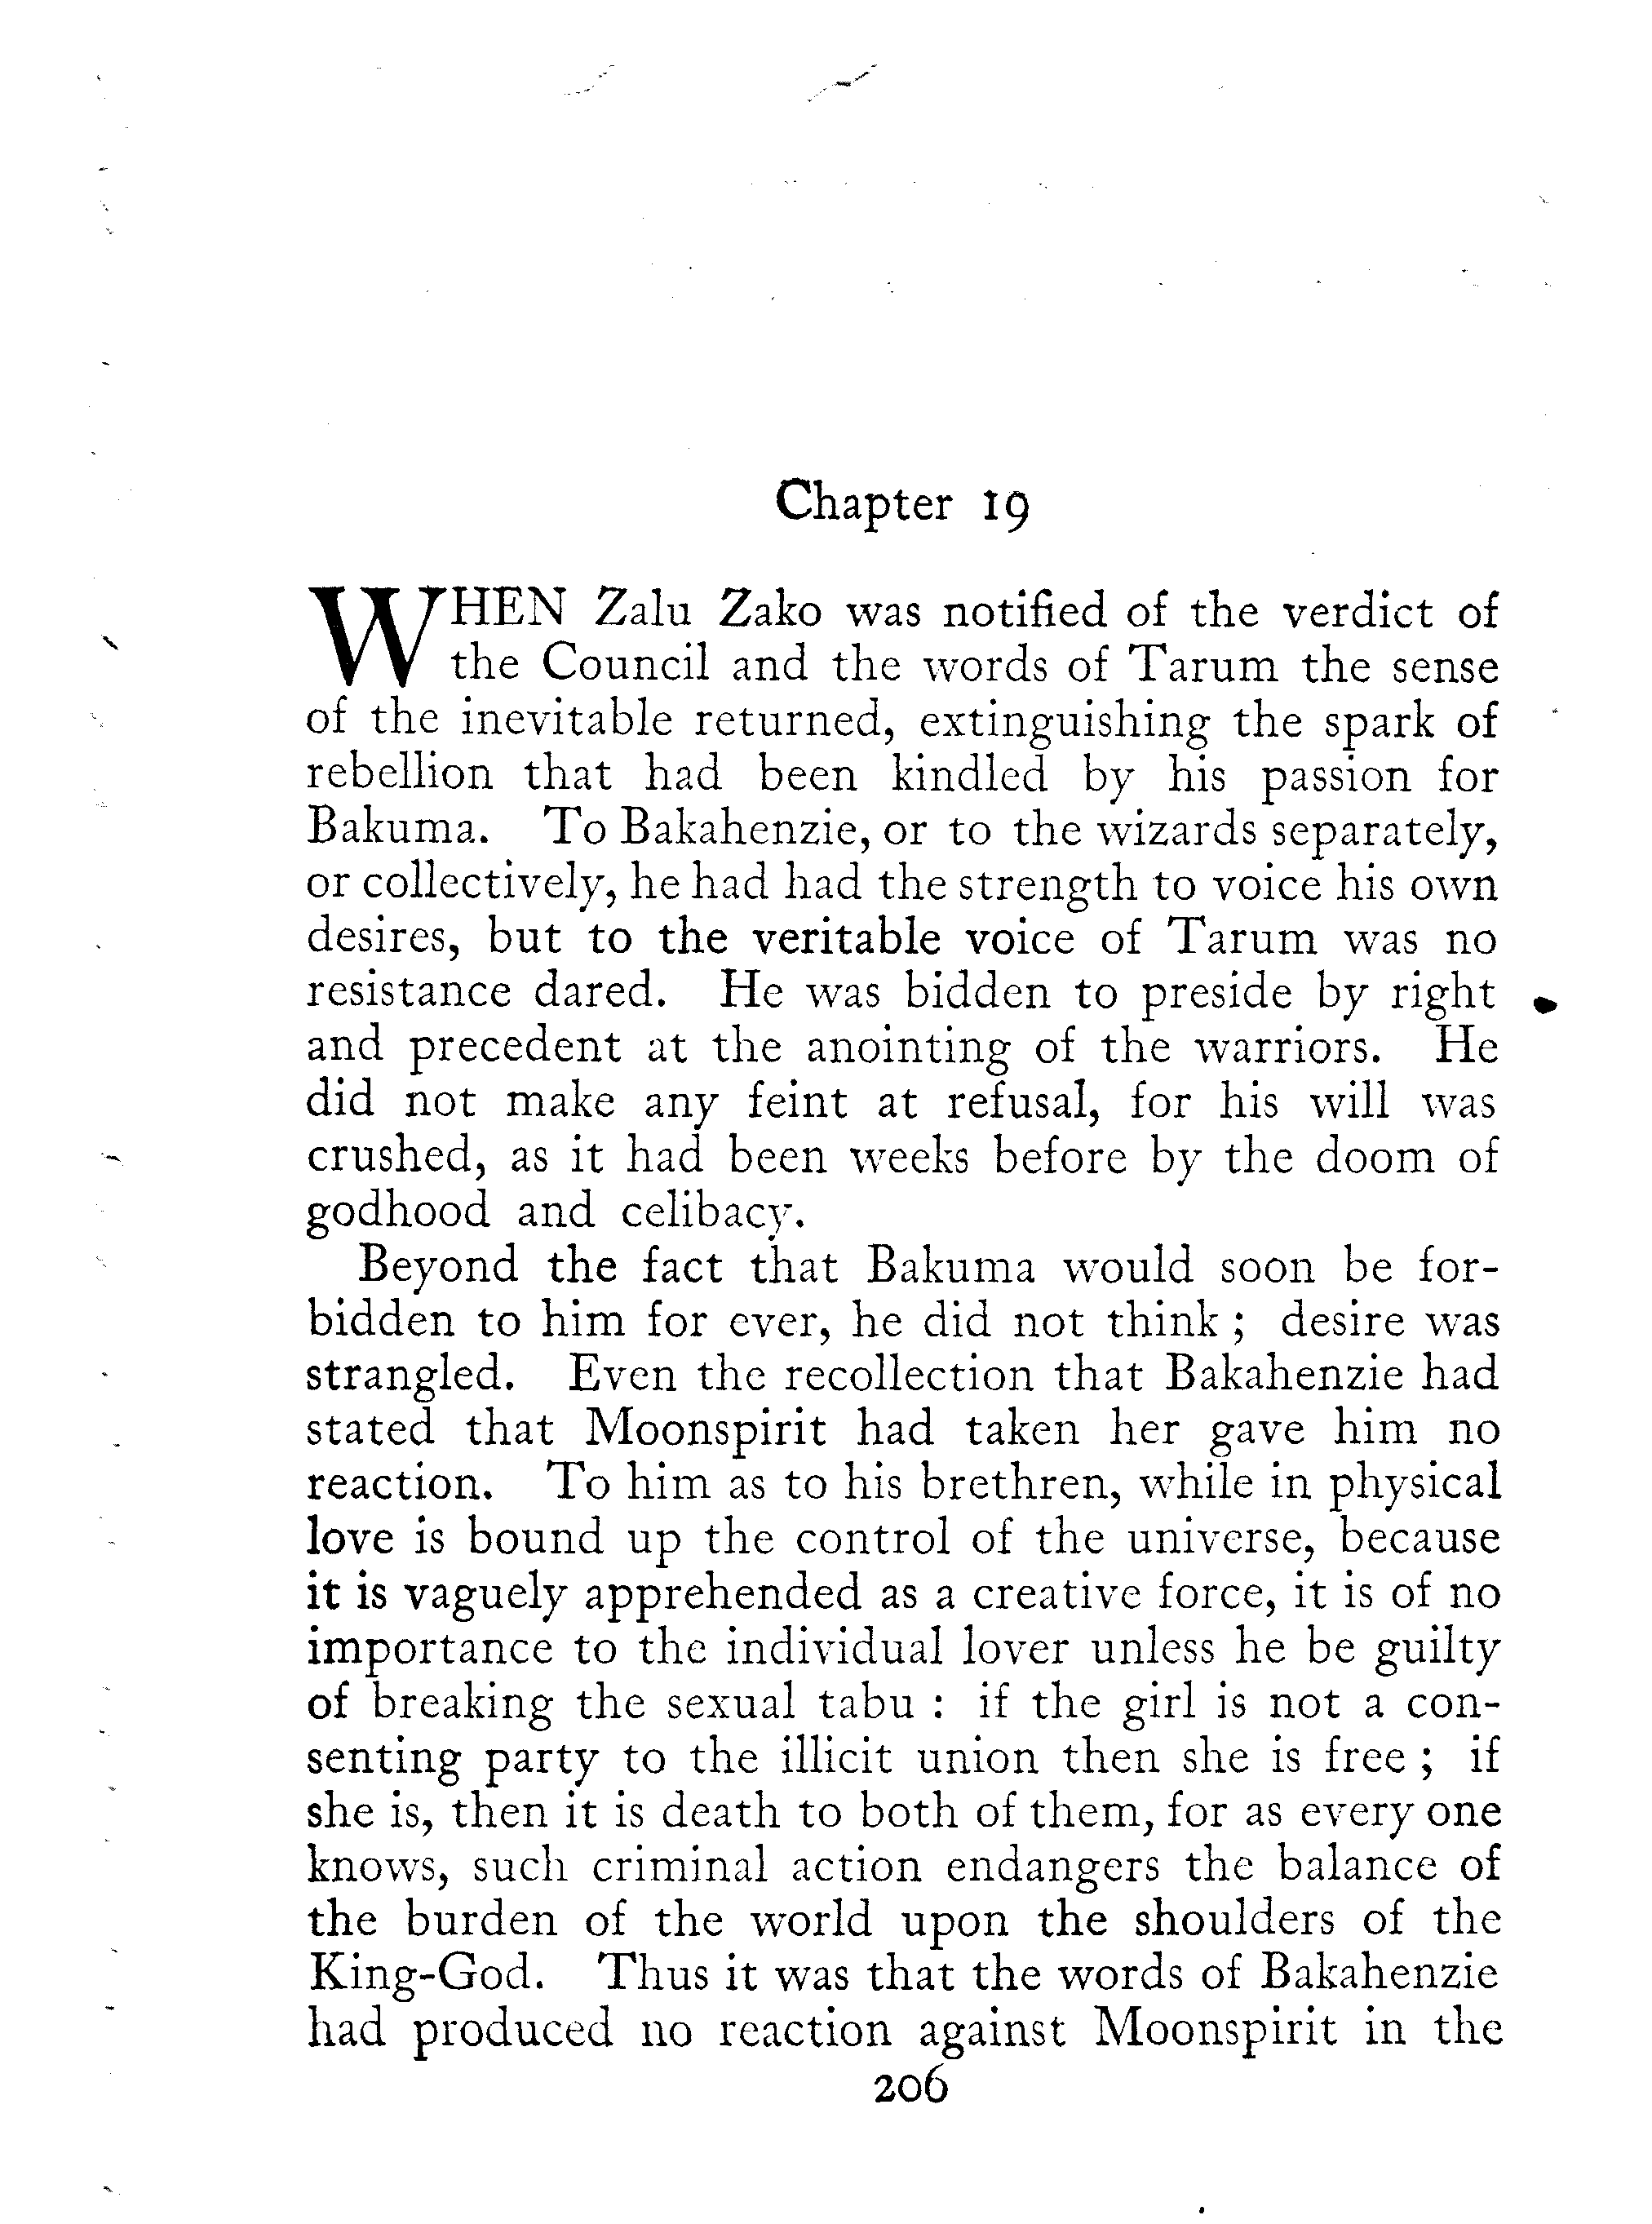 Chapter 19
WHEN Zalu Zako was notified of the verdict of
the Council and the words of Tarum the sense
of the inevitable returned, extinguishing the spark of
rebellion that had been kindled by his passion for
Bakuma. To Bakahenzie, or to the wizards separately,
or collectively, he had had the strength to voice his own
desires, but to the veritable voice of Tarum was no
resistance dared. He was bidden to preside by right
and precedent at the anointing of the warriors. He
did not make any feint at refusal, for his will was
crushed, as it had been weeks before by the doom of
godhood and celibacy.
Beyond the fact that Bakuma would soon be for-
bidden to him for ever, he did not think ; desire was
strangled. Even the recollection that Bakahenzie had
stated that Moonspirit had taken her gave him no
reaction. To him as to his brethren, while in physical
love is bound up the control of the universe, because
it is vaguely apprehended as a creative force, it is of no
importance to the individual lover unless he be guilty
of breaking the sexual tabu : if the girl is not a con-
senting party to the illicit union then she is free ; if
she is, then it is death to both of them, for as every one
knows, such criminal action endangers the balance of
the burden of the world upon the shoulders of the
King-God. Thus it was that the words of Bakahenzie
had produced no reaction against Moonspirit in the
206